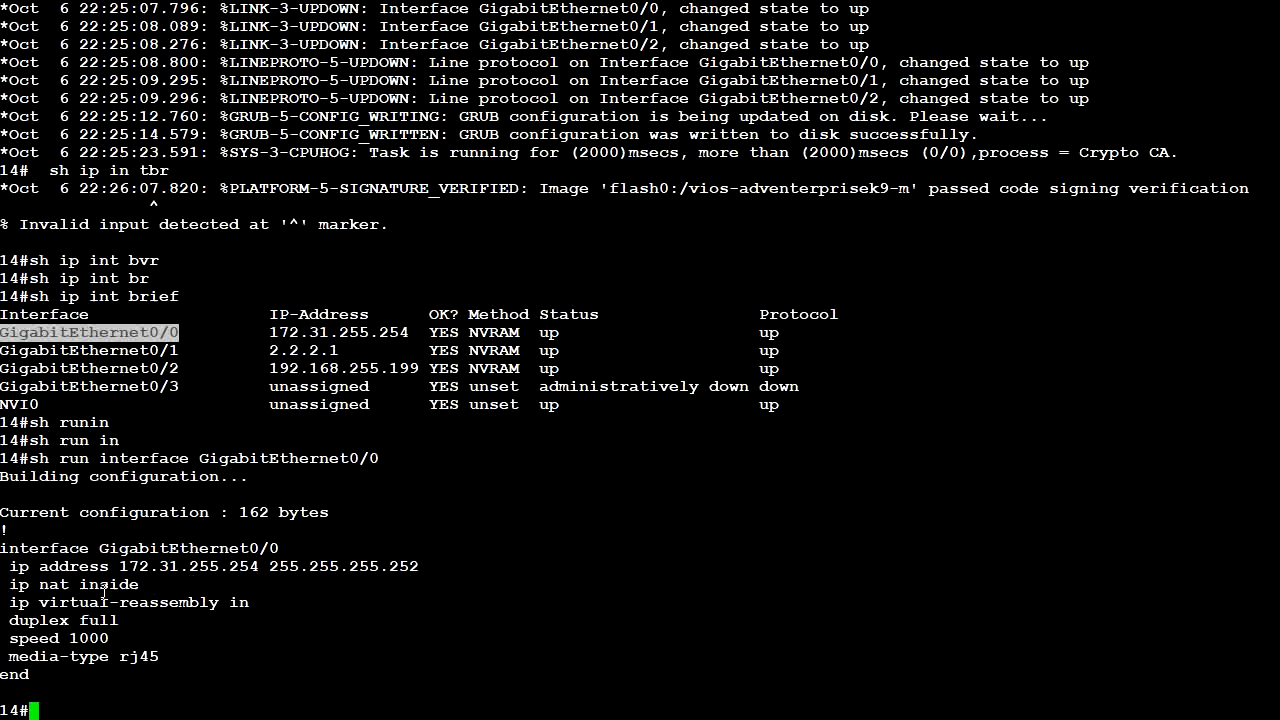 *Oct  6 22:25:07.796: %LINK-3-UPDOWN: Interface GigabitEthernet0/0, changed state to up
*Oct  6 22:25:08.089: %LINK-3-UPDOWN: Interface GigabitEthernet0/1, changed state to up
*Oct  6 22:25:08.276: %LINK-3-UPDOWN: Interface GigabitEthernet0/2, changed state to up
*Oct  6 22:25:08.800: %LINEPROTO-5-UPDOWN: Line protocol on Interface GigabitEthernet0/0, changed state to up
*Oct  6 22:25:09.295: %LINEPROTO-5-UPDOWN: Line protocol on Interface GigabitEthernet0/1, changed state to up
*Oct  6 22:25:09.296: %LINEPROTO-5-UPDOWN: Line protocol on Interface GigabitEthernet0/2, changed state to up
*Oct  6 22:25:12.760: %GRUB-5-CONFIG_WRITING: GRUB configuration is being updated on disk. Please wait...
*Oct  6 22:25:14.579: %GRUB-5-CONFIG_WRITTEN: GRUB configuration was written to disk successfully.
*Oct  6 22:25:23.591: %SYS-3-CPUHOG: Task is running for (2000)msecs, more than (2000)msecs (0/0),process = Crypto CA.
14#  sh ip in tbr
*Oct  6 22:26:07.820: %PLATFORM-5-SIGNATURE_VERIFIED: Image 'flash0:/vios-adventerprisek9-m' passed code signing verification
               ^
% Invalid input detected at '^' marker.

14#sh ip int bvr
14#sh ip int br
14#sh ip int brief
Interface                  IP-Address      OK? Method Status                Protocol
GigabitEthernet0/0         172.31.255.254  YES NVRAM  up                    up
GigabitEthernet0/1         2.2.2.1         YES NVRAM  up                    up
GigabitEthernet0/2         192.168.255.199 YES NVRAM  up                    up
GigabitEthernet0/3         unassigned      YES unset  administratively down down
NVI0                       unassigned      YES unset  up                    up
14#sh runin
14#sh run in
14#sh run interface GigabitEthernet0/0
Building configuration...

Current configuration : 162 bytes
!
interface GigabitEthernet0/0
 ip address 172.31.255.254 255.255.255.252
 ip nat inside
 ip virtual-reassembly in
 duplex full
 speed 1000
 media-type rj45
end

14#